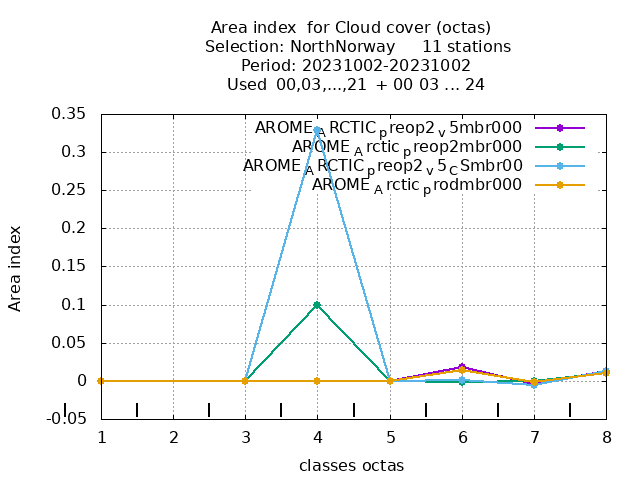 Area index  for Cloud cover (octas)
Selection: NorthNorway     11 stations
Period: 20231002-20231002
Used  00,03,...,21  + 00 03 ... 24
AROME_ARCTIC_preop2_v5mbr000
AROME_Arctic_preop2mbr000
AROME_ARCTIC_preop2_v5_CSmbr00
AROME_Arctic_prodmbr000
0.35
0.3
0.25
0.2
0.15
0.1
0.05
0
-0.05
Area index
1 2 3 4 5 6 7 8
classes octas